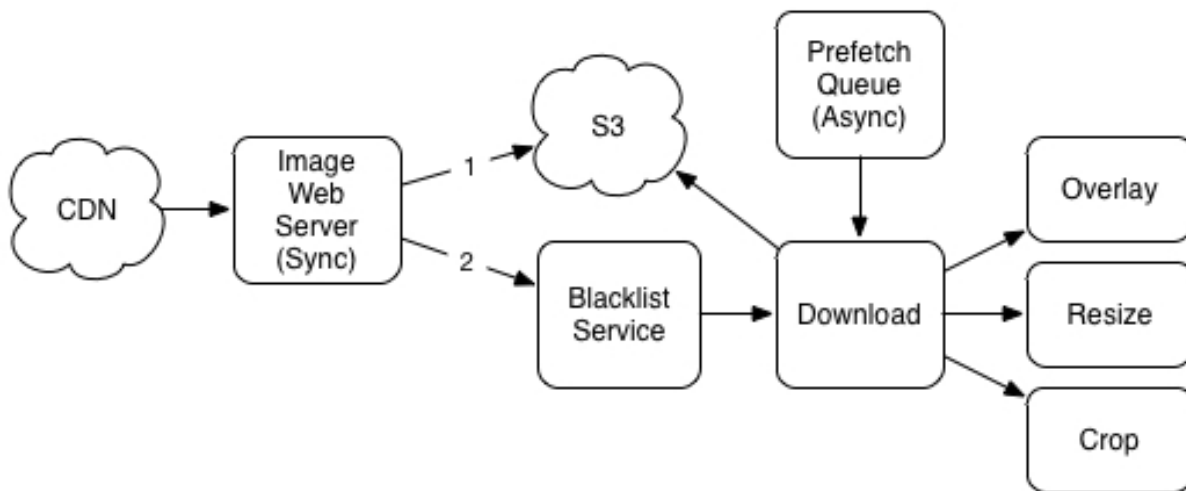 CDN
Image
Web
Server
(Sync)
1
2
S3
Blacklist
Service
Prefetch
Queue
(Async)
Download
Overlay
Resize
Crop